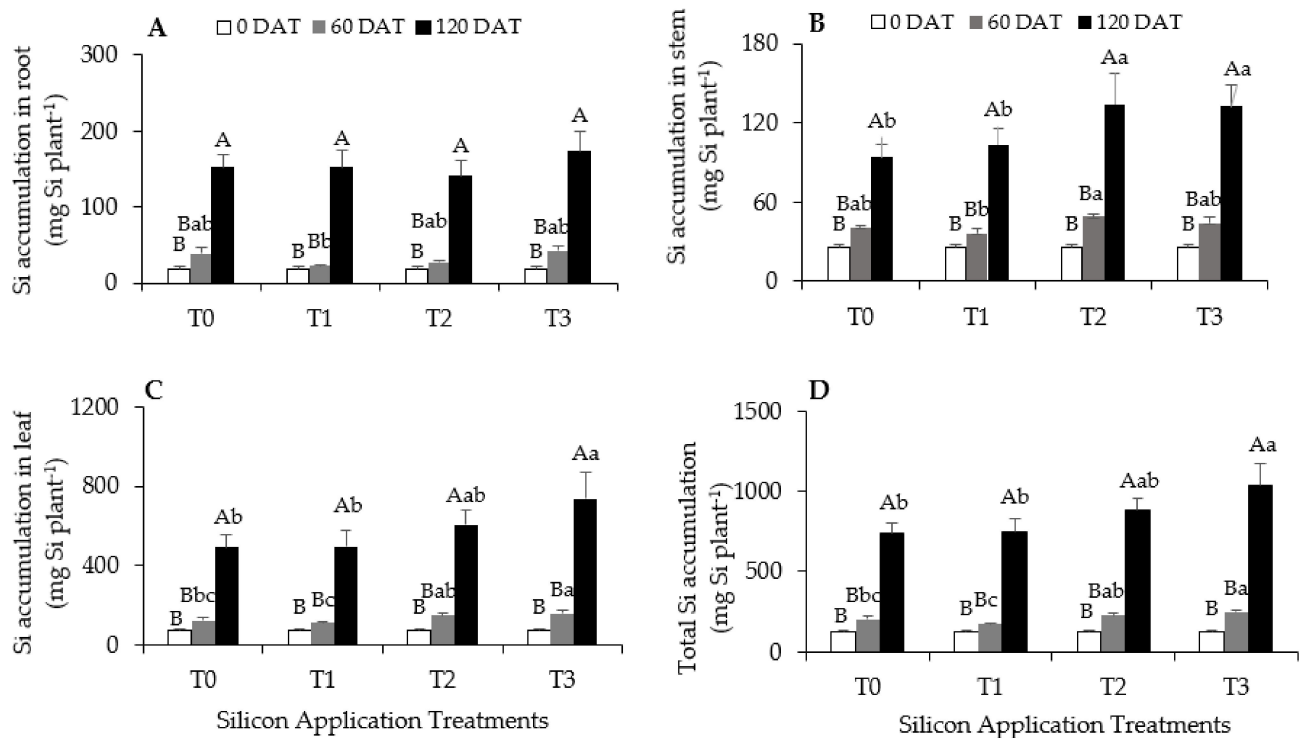 A
0 DAT 60 DAT 120 DAT
Si accumulation in root
(mg Si plant-1)
300
200
100
0
B Bab A
B Bb A
B Bab A
B Bab A
T0 T1 T2 T3
B
0 DAT 60 DAT 120 DAT
Si accumulation in stem
(mg Si plant-1)
180
120
60
0
B Bab Ab
B Bb Ab
B Ba Aa
B Bab Aa
T0 T1 T2 T3
C
Si accumulation in leaf
(mg Si plant-1)
1200
800
400
0
B Bbc Ab
B Bc Ab
B Bab Aab
B Ba Aa
T0 T1 T2 T3
Silicon Application Treatments
D
Total Si accumulation
(mg Si plant-1)
1500
1000
500
0
B Bbc Ab
B Bc Ab
B Bab Aab
B Ba Aa
T0 T1 T2 T3
Silicon Application Treatments